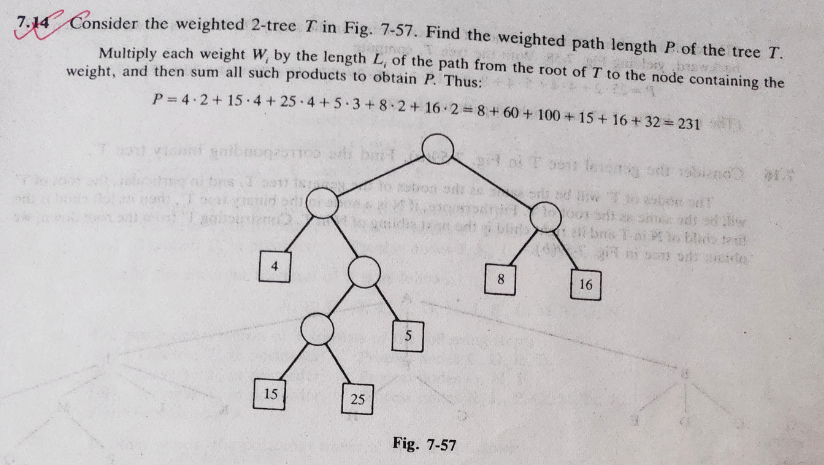 7.14 Consider the weighted 2-tree T in Fig. 7-57. Find the weighted path length P of the tree T.
Multiply each weight Wᵢ by the length Lᵢ of the path from the root of T to the node containing the
weight, and then sum all such products to obtain P. Thus:
P = 4 · 2 + 15 · 4 + 25 · 4 + 5 · 3 + 8 · 2 + 16 · 2 = 8 + 60 + 100 + 15 + 16 + 32 = 231
4
8
16
5
15
25
Fig. 7-57